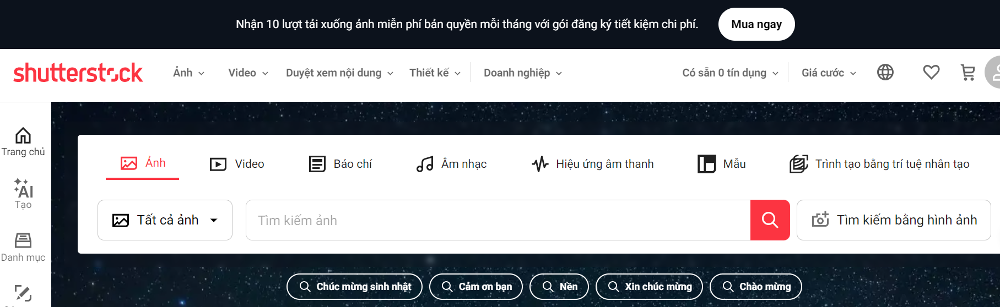 Nhận 10 lượt tải xuống ảnh miễn phí bản quyền mỗi tháng với gói đăng ký tiết kiệm chi phí. Mua ngay
shutterstock Ảnh Video Duyệt xem nội dung Thiết kế Doanh nghiệp Có sẵn 0 tín dụng Giá cước
Trang chủ
AI
Tạo
Danh mục
Ảnh Video Báo chí Âm nhạc Hiệu ứng âm thanh Mẫu Trình tạo bằng trí tuệ nhân tạo
Tất cả ảnh Tìm kiếm ảnh Tìm kiếm bằng hình ảnh
Chúc mừng sinh nhật Cảm ơn bạn Nền Xin chúc mừng Chào mừng